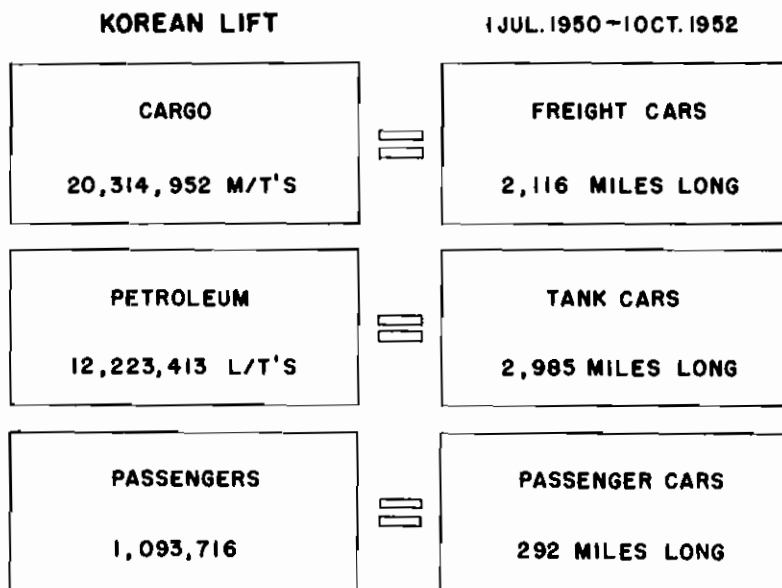 KOREAN LIFT 1 JUL. 1950-1 OCT. 1952
CARGO = FREIGHT CARS
20,314,952 M/T'S 2,116 MILES LONG
PETROLEUM = TANK CARS
12,223,413 L/T'S 2,985 MILES LONG
PASSENGERS = PASSENGER CARS
1,093,716 292 MILES LONG